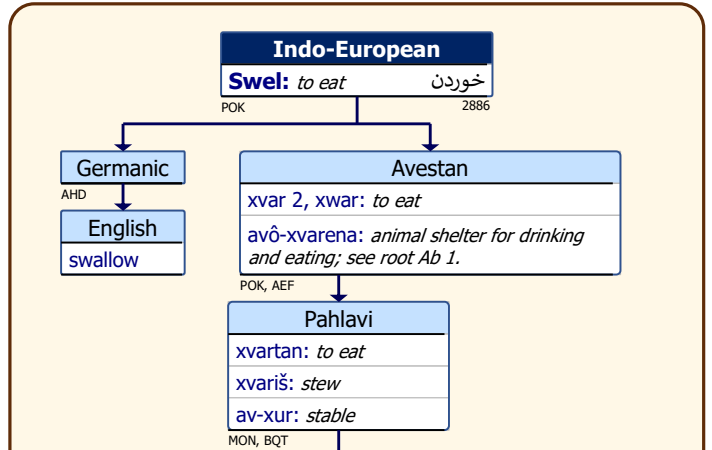 Indo-European
Swel: to eat خوردن
POK 2886
Germanic
AHD
English
swallow
Avestan
xvar 2, xwar: to eat
avô-xvarena: animal shelter for drinking
and eating; see root Ab 1.
POK, AEF
Pahlavi
xvartan: to eat
xvariš: stew
av-xur: stable
MON, BQT